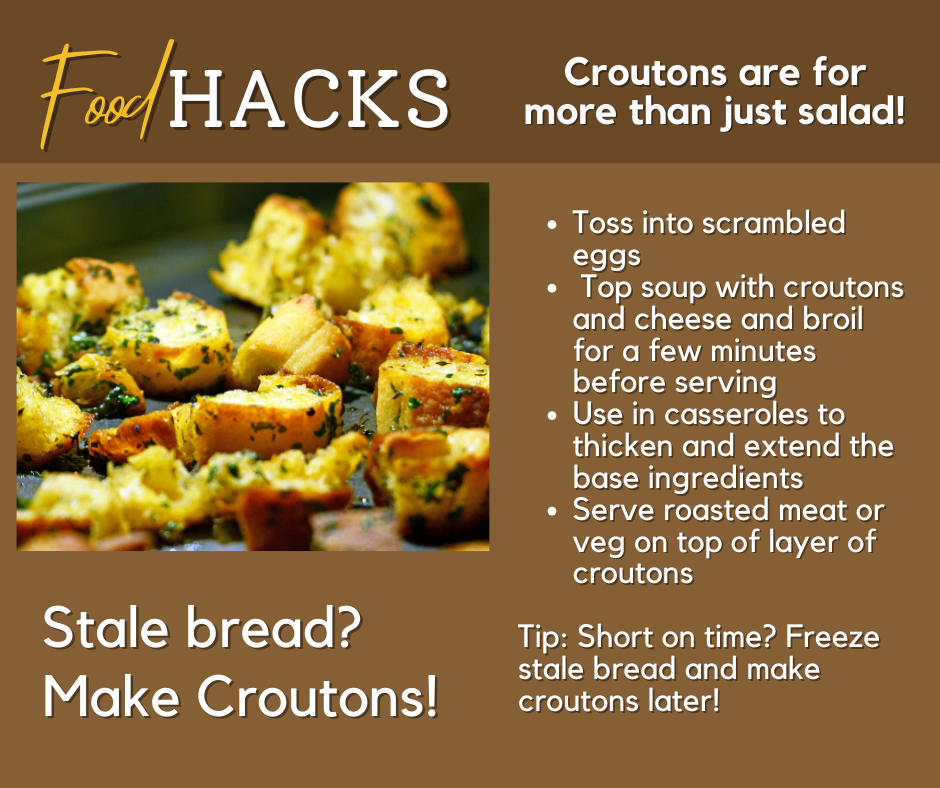 Food HACKS
Croutons are for
more than just salad!
• Toss into scrambled
eggs
• Top soup with croutons
and cheese and broil
for a few minutes
before serving
• Use in casseroles to
thicken and extend the
base ingredients
• Serve roasted meat or
veg on top of layer of
croutons
Stale bread?
Make Croutons!
Tip: Short on time? Freeze
stale bread and make
croutons later!